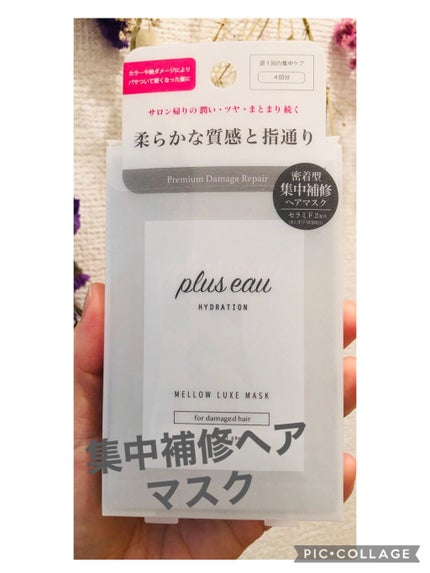 カラーや熱ダメージにより
パサついて硬くなった髪に
週1回の集中ケア
4回分
サロン帰りの潤い・ツヤ・まとまり続く
柔らかな質感と指通り
Premium Damage Repair
密着型
集中補修
ヘアマスク
セラミド2配合
plus eau
HYDRATION
MELLOW LUXE MASK
for damaged hair
集中補修ヘア
マスク
PIC•COLLAGE